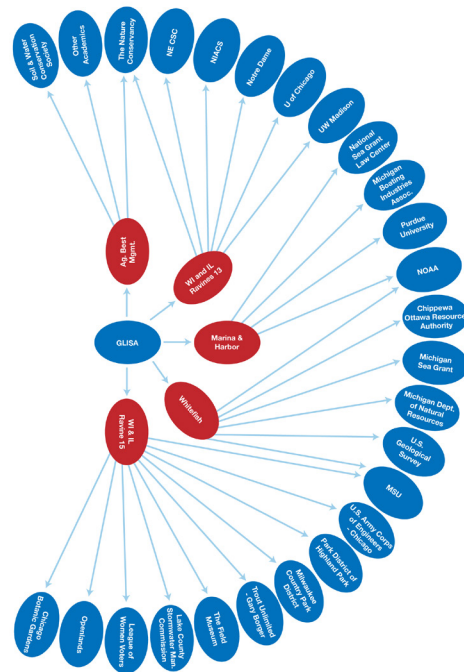 Soil & Water
Conservation
Society
Other
Academics
The Nature
Conservancy
NE CSC
NIACS
Notre Dame
U of Chicago
UW Madison
National
Sea Grant
Law Center
Michigan
Boating
Industries
Assoc.
Purdue
University
NOAA
Chippewa
Ottawa Resource
Authority
Michigan
Sea Grant
Michigan Dept.
of Natural
Resources
U.S.
Geological
Survey
MSU
U.S. Army Corps
of Engineers
- Chicago
Park District of
Highland Park
Milwaukee
Country Park
District
Trout Unlimited
- Gary Berger
The Field
Museum
Lake County
Stormwater Man.
Commission
League of
Women Voters
Openlands
Chicago
Botanic Gardens
Ag. Best
Mgmt.
WI and IL
Ravines 13
Marina &
Harbor
GLISA
Whitefish
WI & IL
Ravine 15